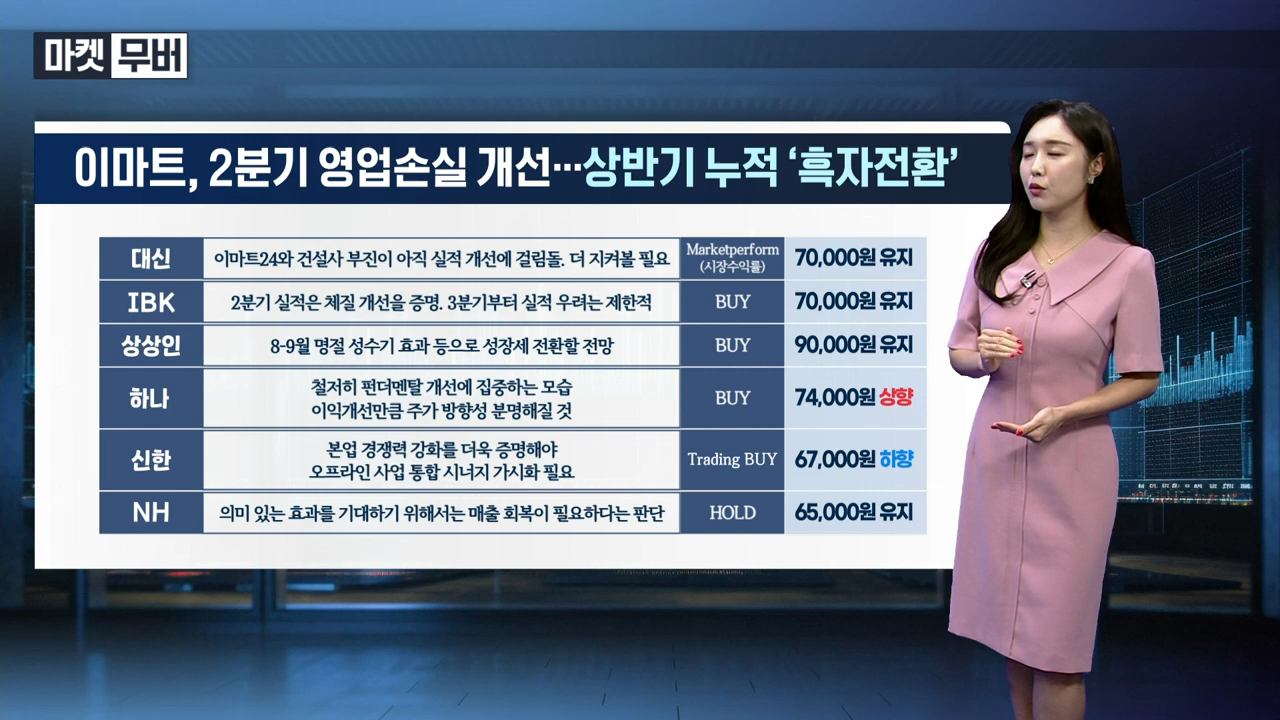 마켓 무버
이마트, 2분기 영업손실 개선…상반기 누적 ‘흑자전환’
대신 이마트24와 건설사 부진이 아직 실적 개선에 걸림돌. 더 지켜볼 필요 Marketperform (시장수익률) 70,000원 유지
IBK 2분기 실적은 체질 개선을 증명. 3분기부터 실적 우려는 제한적 BUY 70,000원 유지
상상인 8-9월 명절 성수기 효과 등으로 성장세 전환할 전망 BUY 90,000원 유지
하나 철저히 펀더멘탈 개선에 집중하는 모습
이익개선만큼 주가 방향성 분명해질 것 BUY 74,000원 상향
신한 본업 경쟁력 강화를 더욱 증명해야
오프라인 사업 통합 시너지 가시화 필요 Trading BUY 67,000원 하향
NH 의미 있는 효과를 기대하기 위해서는 매출 회복이 필요하다는 판단 HOLD 65,000원 유지